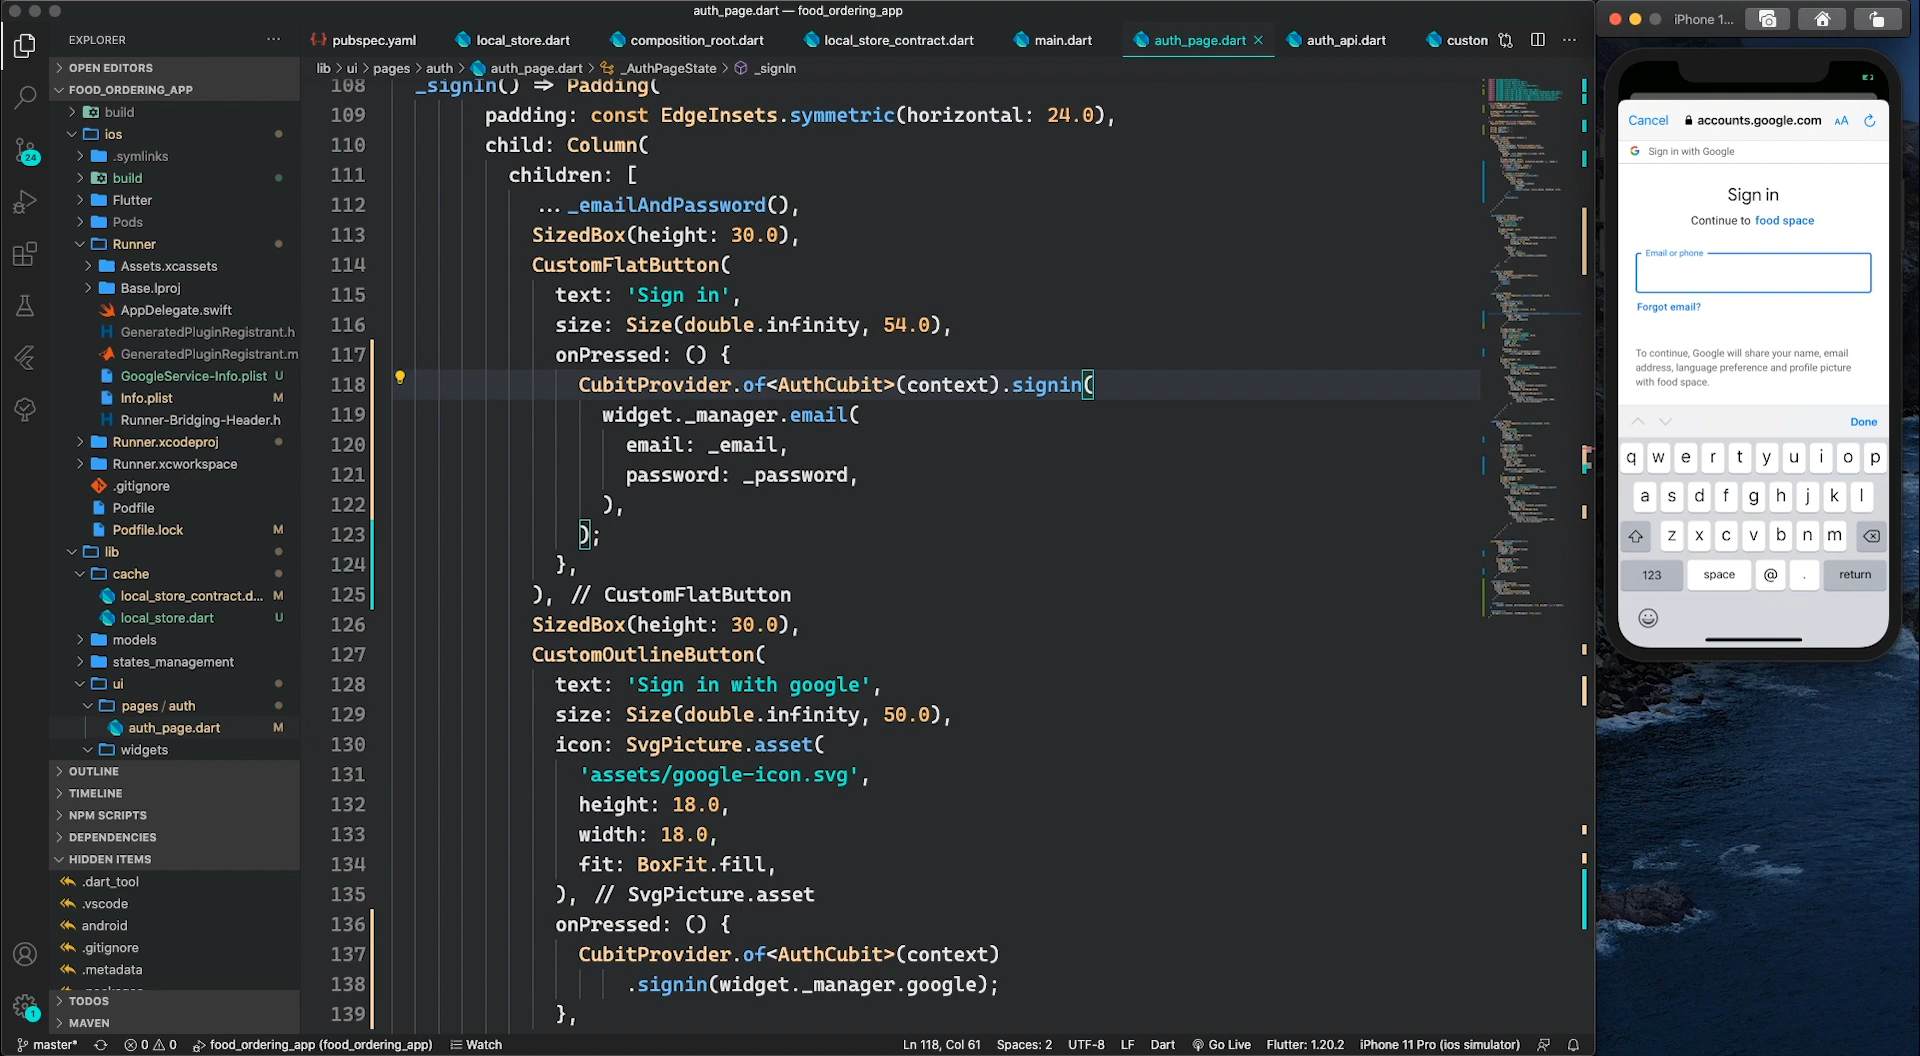 auth_page.dart — food_ordering_app
EXPLORER
OPEN EDITORS
FOOD_ORDERING_APP
build
ios
.symlinks
build
Flutter
Pods
Runner
Assets.xcassets
Base.lproj
AppDelegate.swift
GeneratedPluginRegistrant.h
GeneratedPluginRegistrant.m
GoogleService-Info.plist U
Info.plist M
Runner-Bridging-Header.h
Runner.xcodeproj
Runner.xcworkspace
.gitignore
Podfile
Podfile.lock M
lib
cache
local_store_contract.d... M
local_store.dart U
models
states_management
ui
pages / auth
auth_page.dart M
widgets
OUTLINE
TIMELINE
NPM SCRIPTS
DEPENDENCIES
HIDDEN ITEMS
.dart_tool
.vscode
android
.gitignore
.metadata
TODOS
MAVEN
24
1
pubspec.yaml local_store.dart composition_root.dart local_store_contract.dart main.dart auth_page.dart auth_api.dart custon
lib > ui > pages > auth > auth_page.dart > _AuthPageState > _signIn
108 _signIn() => Padding(
109 padding: const EdgeInsets.symmetric(horizontal: 24.0),
110 child: Column(
111 children: [
112 ..._emailAndPassword(),
113 SizedBox(height: 30.0),
114 CustomFlatButton(
115 text: 'Sign in',
116 size: Size(double.infinity, 54.0),
117 onPressed: () {
118 CubitProvider.of<AuthCubit>(context).signin(
119 widget._manager.email(
120 email: _email,
121 password: _password,
122 ),
123 );
124 },
125 ), // CustomFlatButton
126 SizedBox(height: 30.0),
127 CustomOutlineButton(
128 text: 'Sign in with google',
129 size: Size(double.infinity, 50.0),
130 icon: SvgPicture.asset(
131 'assets/google-icon.svg',
132 height: 18.0,
133 width: 18.0,
134 fit: BoxFit.fill,
135 ), // SvgPicture.asset
136 onPressed: () {
137 CubitProvider.of<AuthCubit>(context)
138 .signin(widget._manager.google);
139 },
master* 0 0 food_ordering_app (food_ordering_app) Watch Ln 118, Col 61 Spaces: 2 UTF-8 LF Dart Go Live Flutter: 1.20.2 iPhone 11 Pro (ios simulator)
iPhone 1...
Cancel accounts.google.com AA
G Sign in with Google
Sign in
Continue to food space
Email or phone
Forgot email?
To continue, Google will share your name, email
address, language preference and profile picture
with food space.
Done
q w e r t y u i o p
a s d f g h j k l
z x c v b n m
123 space @ . return